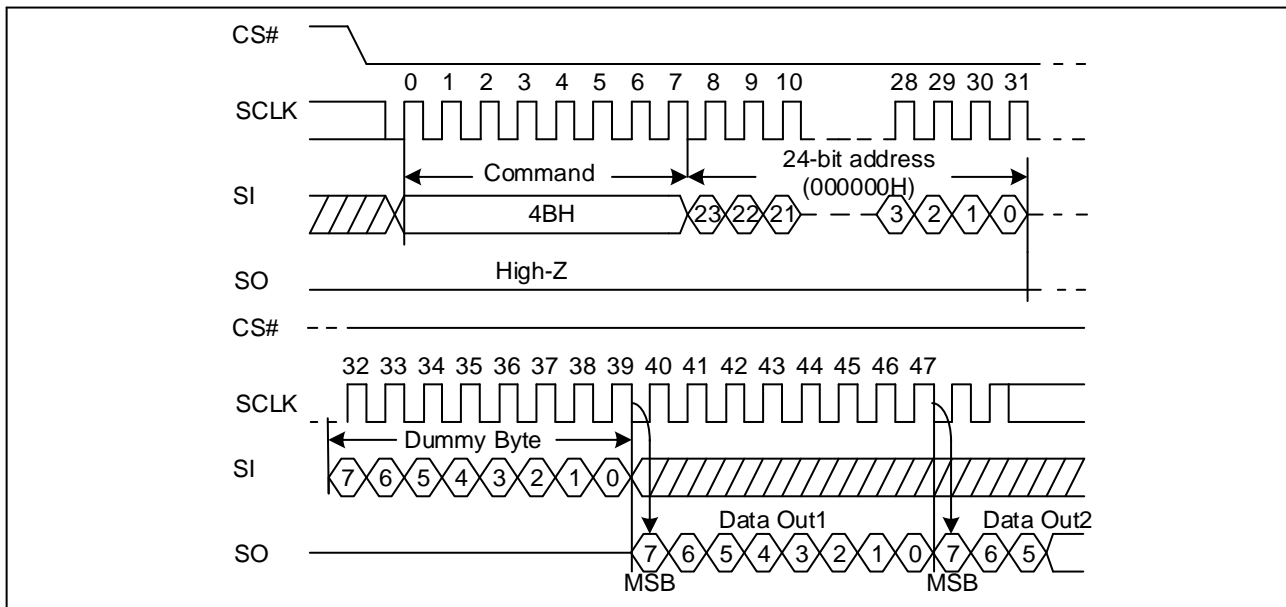 CS#
0 1 2 3 4 5 6 7 8 9 10 28 29 30 31
SCLK
Command
24-bit address
(000000H)
SI
4BH
23 22 21 3 2 1 0
High-Z
SO
CS#
32 33 34 35 36 37 38 39 40 41 42 43 44 45 46 47
SCLK
Dummy Byte
SI
7 6 5 4 3 2 1 0
Data Out1 Data Out2
SO
7 6 5 4 3 2 1 0 7 6 5
MSB MSB